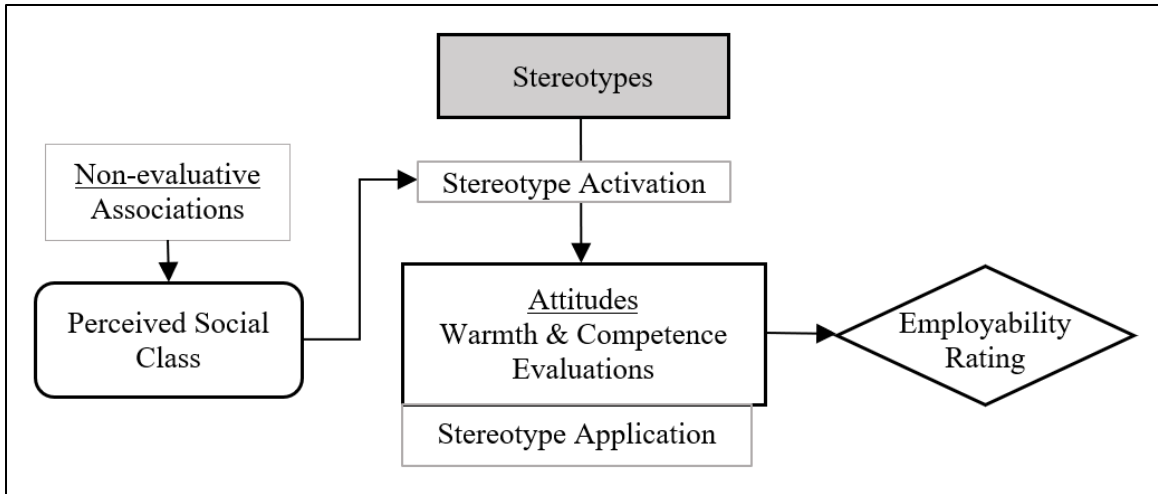 Stereotypes
Non-evaluative
Associations
Stereotype Activation
Perceived Social
Class
Attitudes
Warmth & Competence
Evaluations
Employability
Rating
Stereotype Application